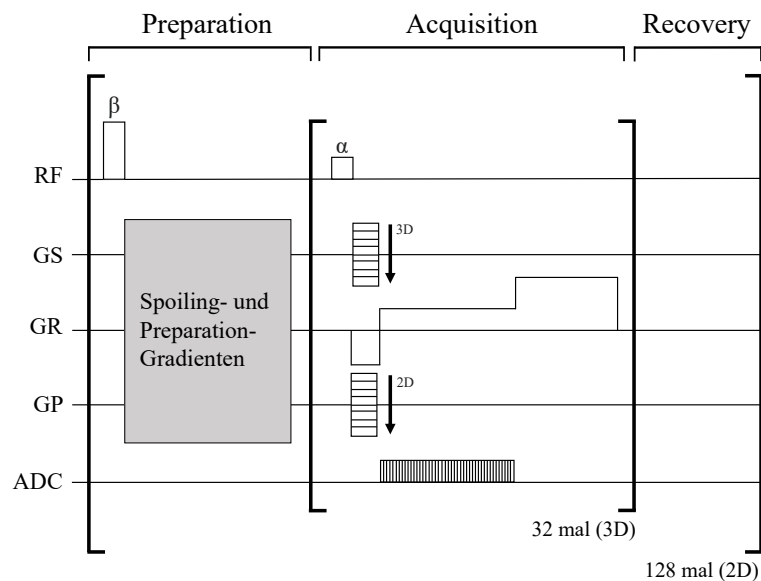 Preparation
Acquisition
Recovery
β
α
RF
GS
3D
GR
Spoiling- und
Preparation-
Gradienten
GP
2D
ADC
32 mal (3D)
128 mal (2D)